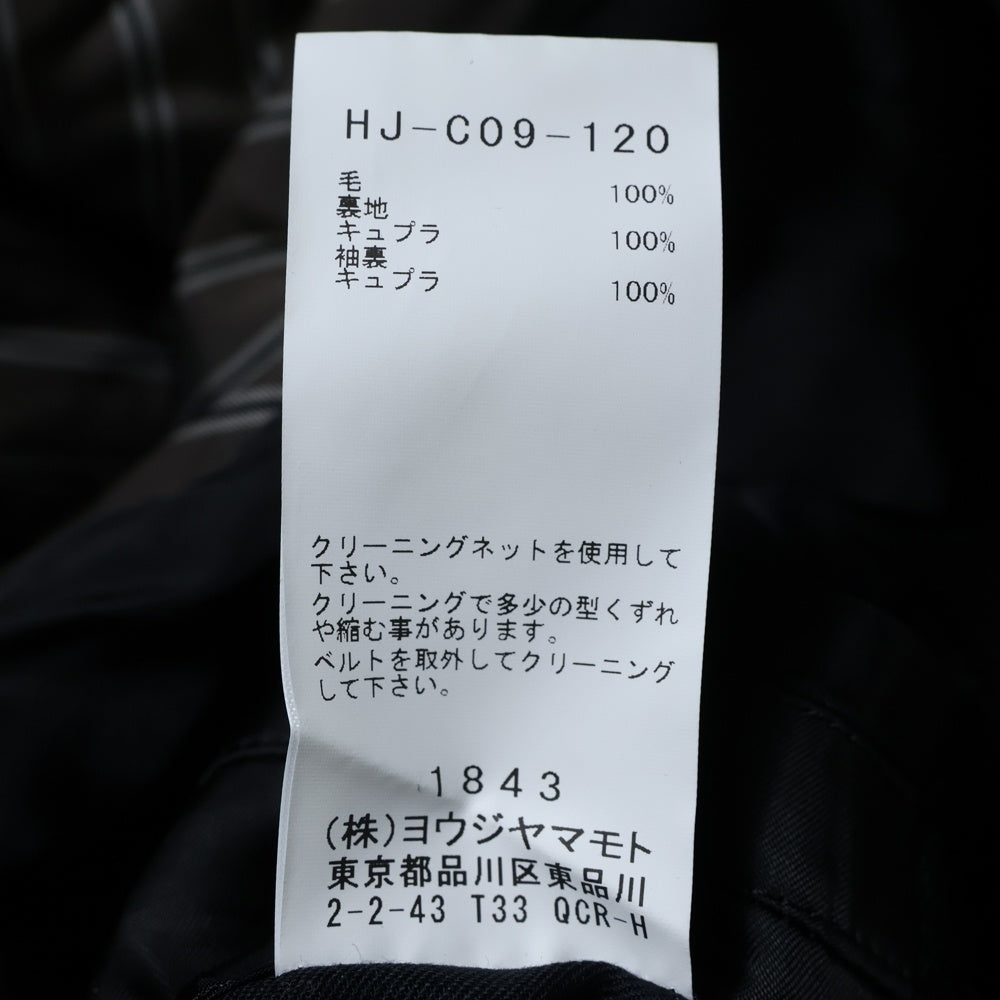 HJ-C09-120
毛 100%
裏地
キュプラ 100%
袖裏
キュプラ 100%
クリーニングネットを使用して
下さい。
クリーニングで多少の型くずれ
や縮む事があります。
ベルトを取外してクリーニング
して下さい。
1843
(株)ヨウジヤマモト
東京都品川区東品川
2-2-43 T33 QCR-H